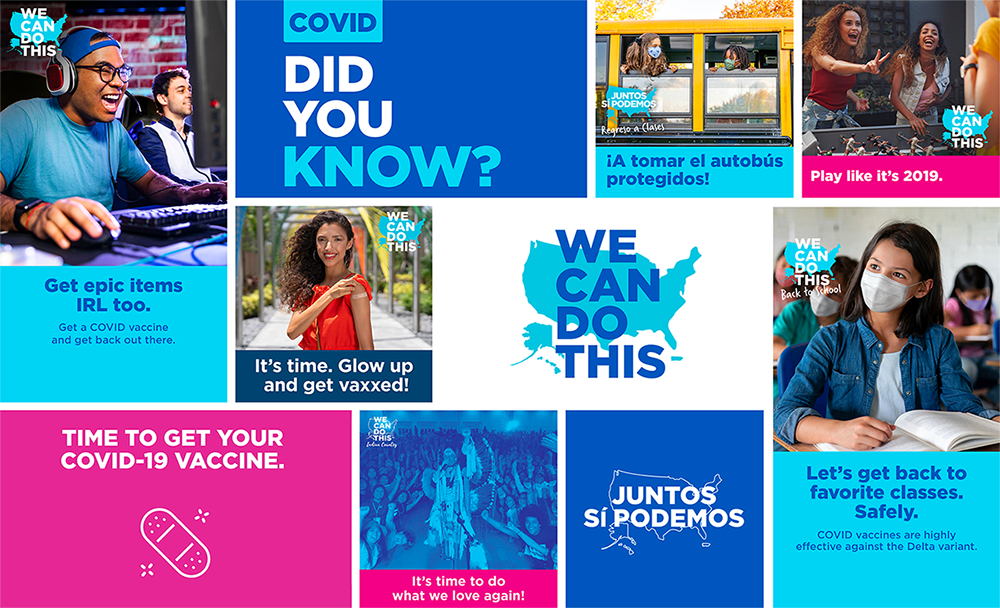 WE
CAN
DO
THIS
Get epic items
IRL too.
Get a COVID vaccine
and get back out there.
COVID
DID
YOU
KNOW?
JUNTOS
SÍ PODEMOS
Regreso a Clases
¡A tomar el autobús
protegidos!
WE
CAN
DO
THIS
Play like it's 2019.
WE
CAN
DO
THIS
It's time. Glow up
and get vaxxed!
WE
CAN
DO
THIS
WE
CAN
DO
THIS
Back to School
Let's get back to
favorite classes.
Safely.
COVID vaccines are highly
effective against the Delta variant.
TIME TO GET YOUR
COVID-19 VACCINE.
WE
CAN
DO
THIS
Indian Country
It's time to do
what we love again!
JUNTOS
SÍ PODEMOS